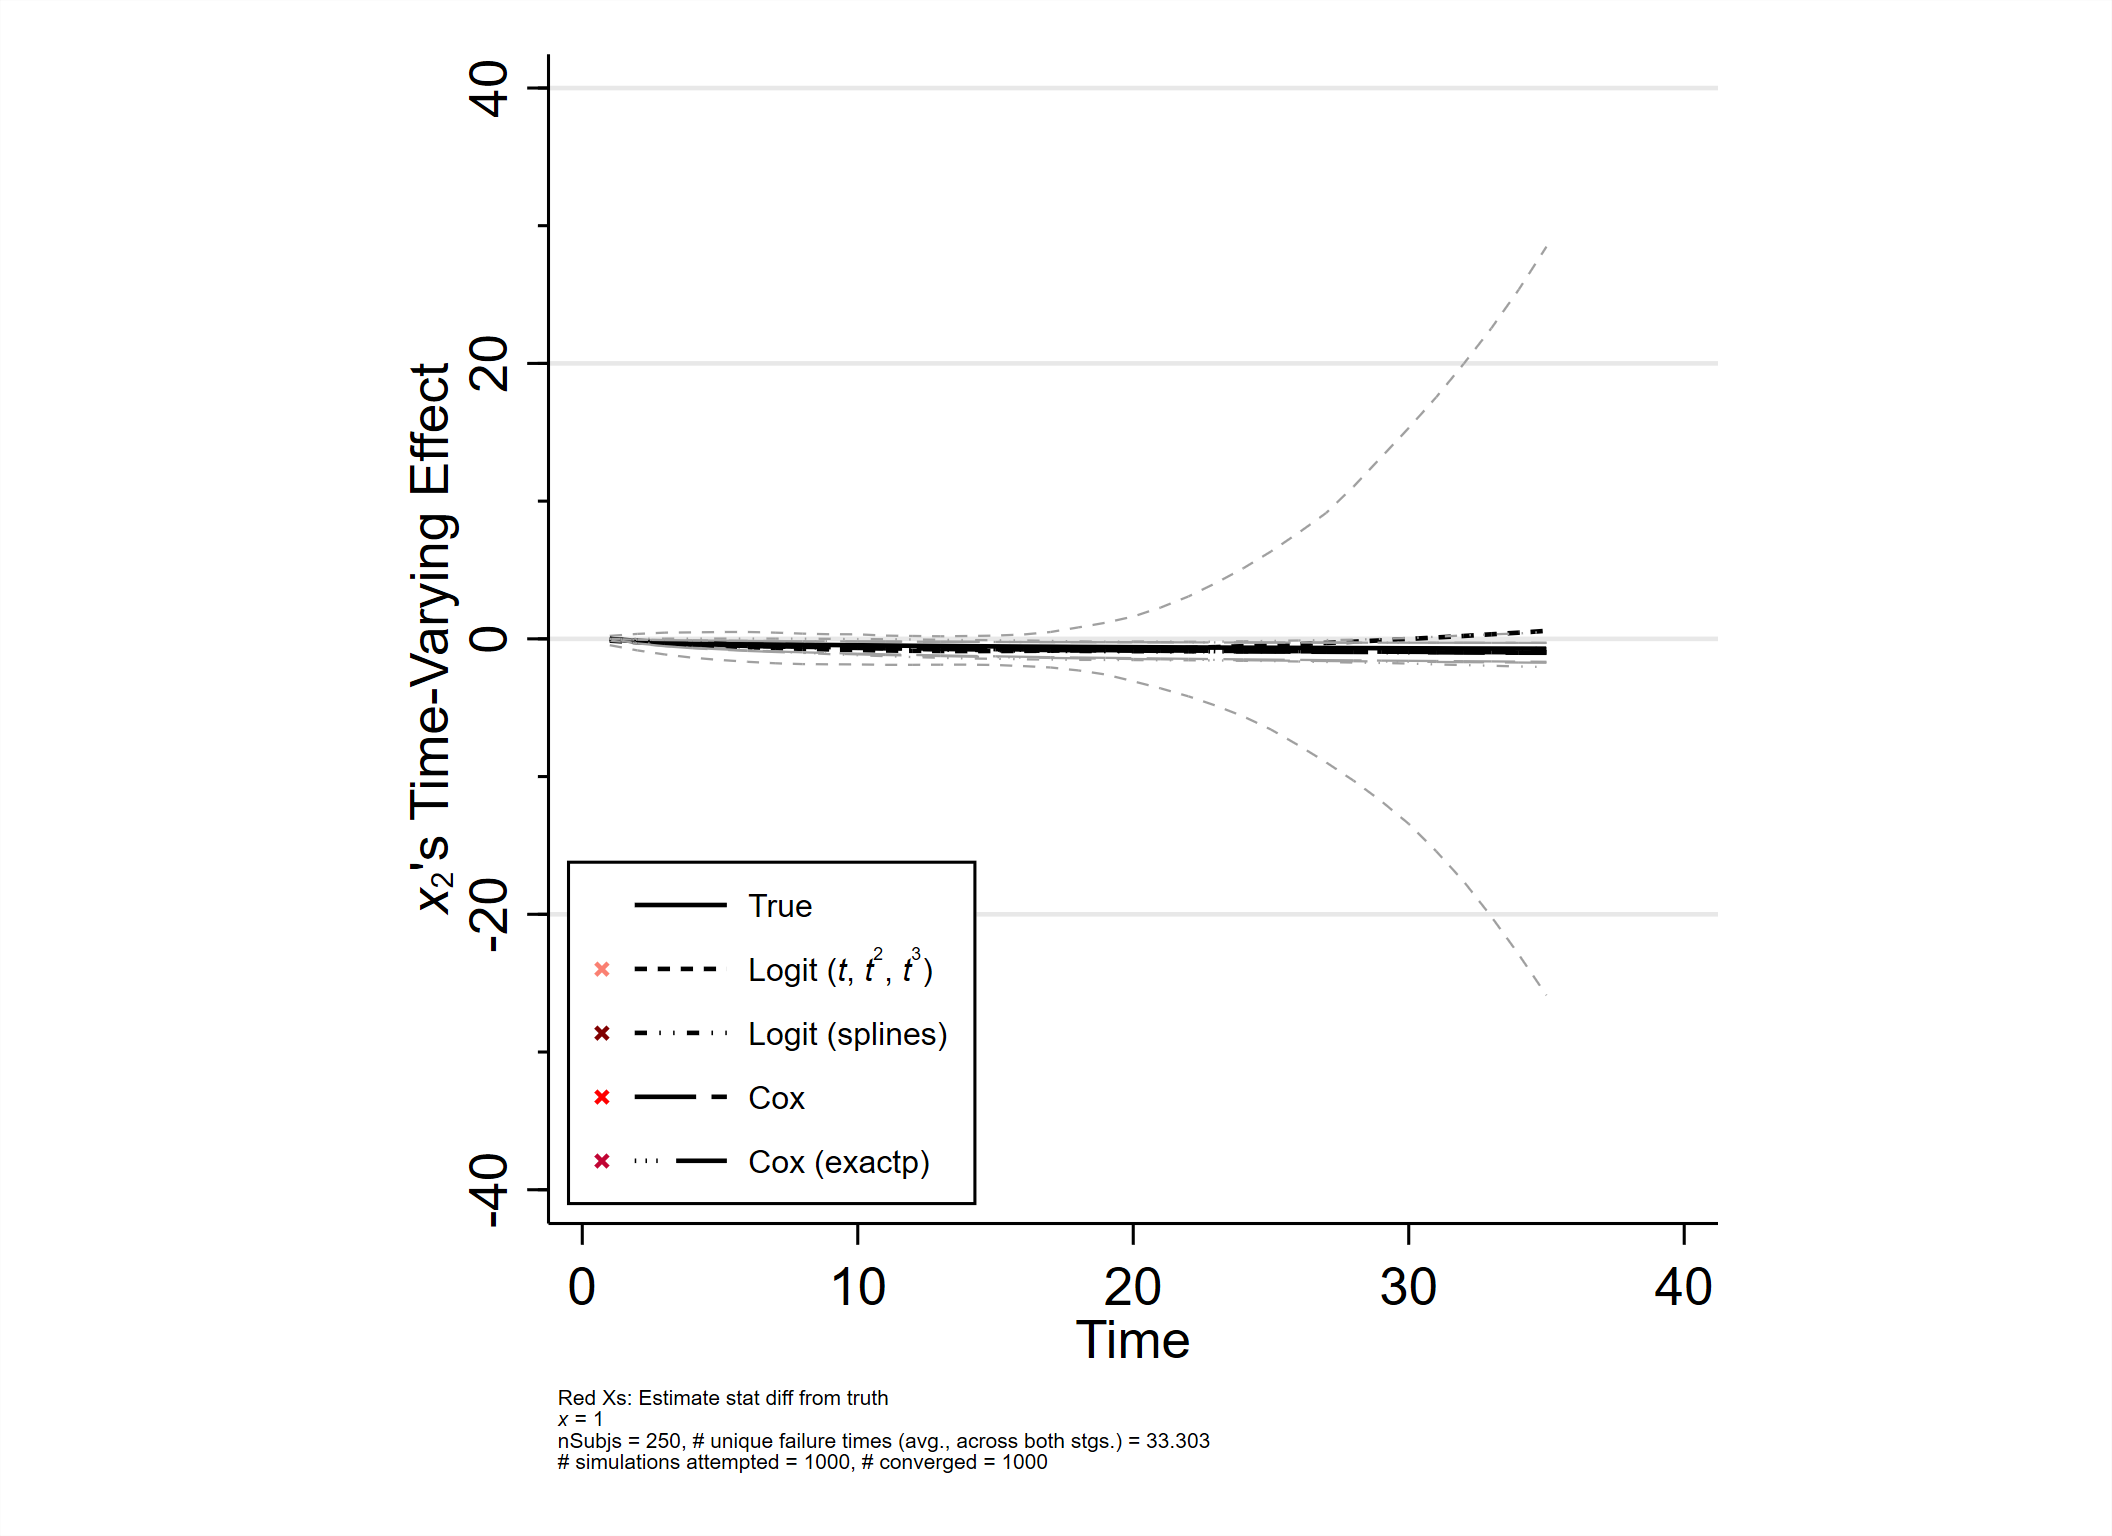 40
20
0
-20
-40
x₂'s Time-Varying Effect
True
Logit (t, t², t³)
Logit (splines)
Cox
Cox (exactp)
0 10 20 30 40
Time
Red Xs: Estimate stat diff from truth
x = 1
nSubjs = 250, # unique failure times (avg., across both stgs.) = 33.303
# simulations attempted = 1000, # converged = 1000